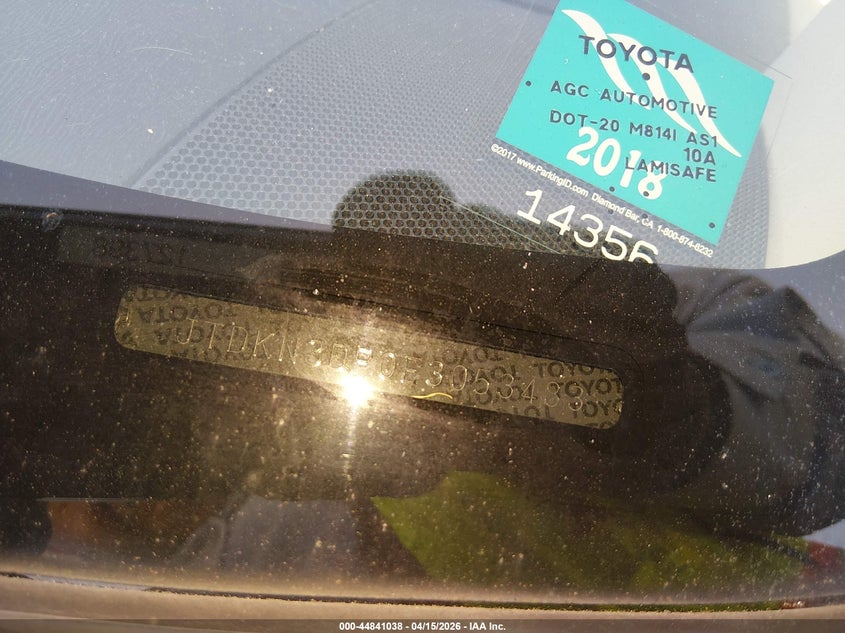 TOYOTA
AGC AUTOMOTIVE
DOT-20 M814I AS1
10A
2018
LAMISAFE
©2017 www.ParkingID.com Diamond Bar, CA 1-800-874-8232
14356
TOYOTA
000-44841038 - 04/15/2026 - IAA Inc.